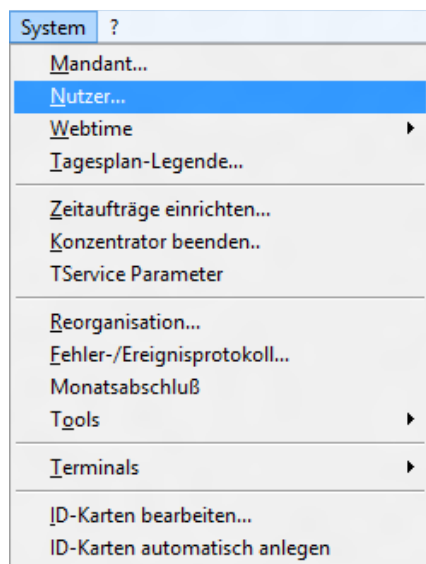 System ?
Mandant...
Nutzer...
Webtime
Tagesplan-Legende...
Zeitaufträge einrichten...
Konzentrator beenden..
TService Parameter
Reorganisation...
Fehler-/Ereignisprotokoll...
Monatsabschluß
Tools
Terminals
ID-Karten bearbeiten...
ID-Karten automatisch anlegen